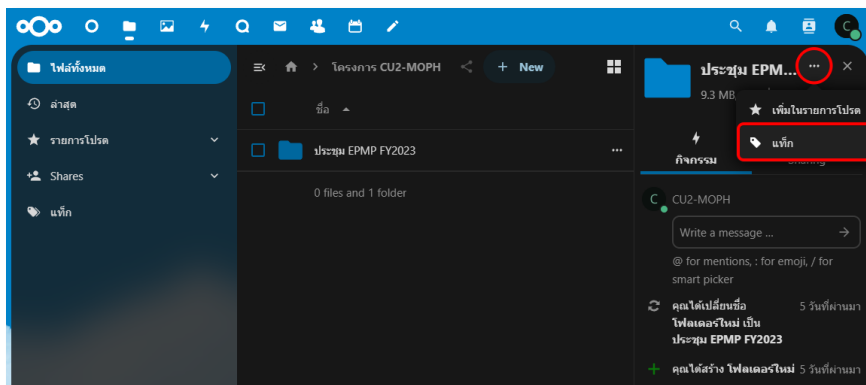 ไฟล์ทั้งหมด
ล่าสุด
รายการโปรด
Shares
แท็ก
โครงการ CU2-MOPH
+ New
ชื่อ
ประชุม EPMP FY2023
0 files and 1 folder
ประชุม EPM...
9.3 MB
เพิ่มในรายการโปรด
แท็ก
กิจกรรม
C
C CU2-MOPH
Write a message ...
@ for mentions, : for emoji, / for
smart picker
คุณได้เปลี่ยนชื่อ 5 วันที่ผ่านมา
โฟลเดอร์ใหม่ เป็น
ประชุม EPMP FY2023
คุณได้สร้าง โฟลเดอร์ใหม่ 5 วันที่ผ่านมา